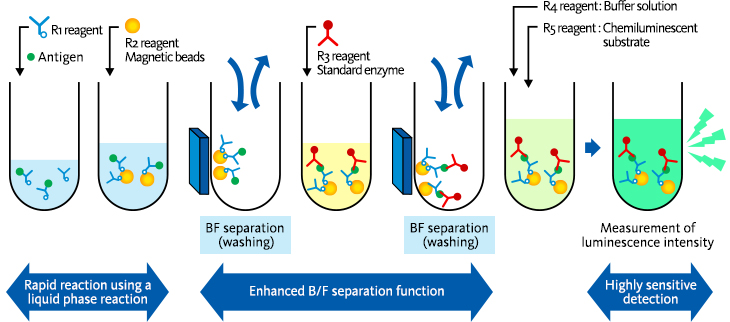 R1 reagent
Antigen
R2 reagent
Magnetic beads
R3 reagent
Standard enzyme
R4 reagent : Buffer solution
R5 reagent : Chemiluminescent
substrate
BF separation
(washing)
BF separation
(washing)
Measurement of
luminescence intensity
Rapid reaction using a
liquid phase reaction
Enhanced B/F separation function
Highly sensitive
detection